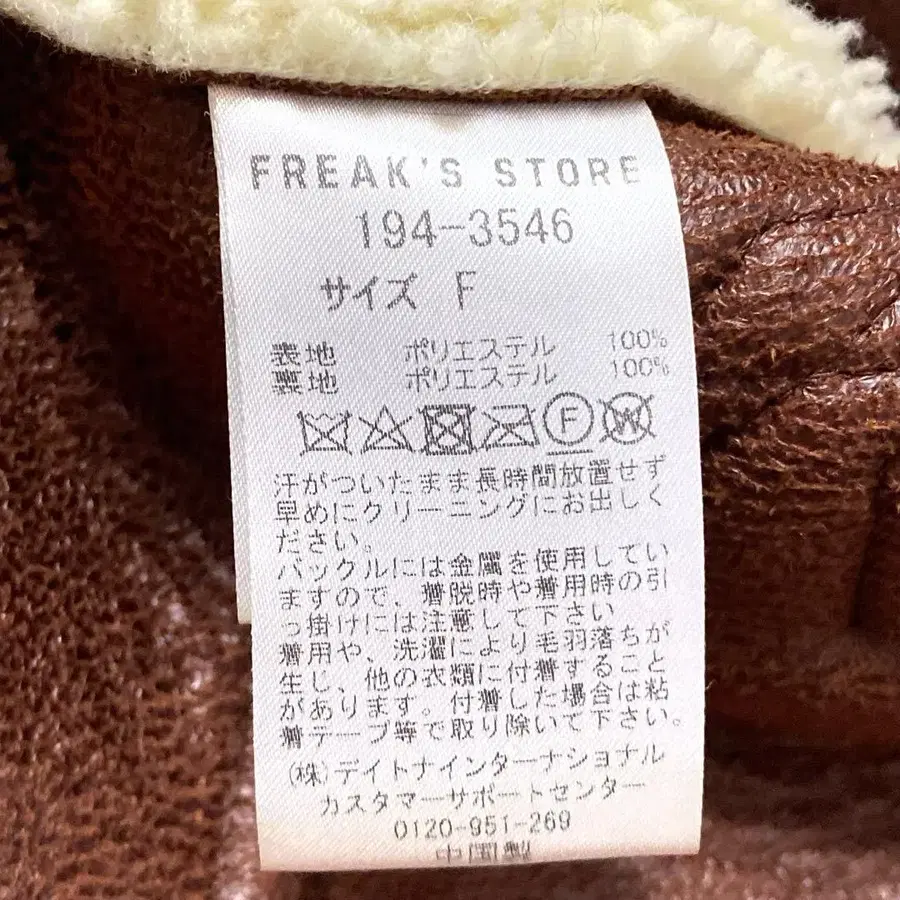 FREAK'S STORE
194-3546
サイズ F
表地 ポリエステル 100%
裏地 ポリエステル 100%
F W
汗がついたまま長時間放置せず
早めにクリーニングにお出しく
ださい。
バックルには金属を使用してい
ますので、着脱時や着用時の引
っ掛けには注意して下さい
着用や、洗濯により毛羽落ちが
生じ、他の衣類に付着すること
があります。付着した場合は粘
着テープ等で取り除いて下さい。
(株)デイトナインターナショナル
カスタマーサポートセンター
0120-951-269
中国製